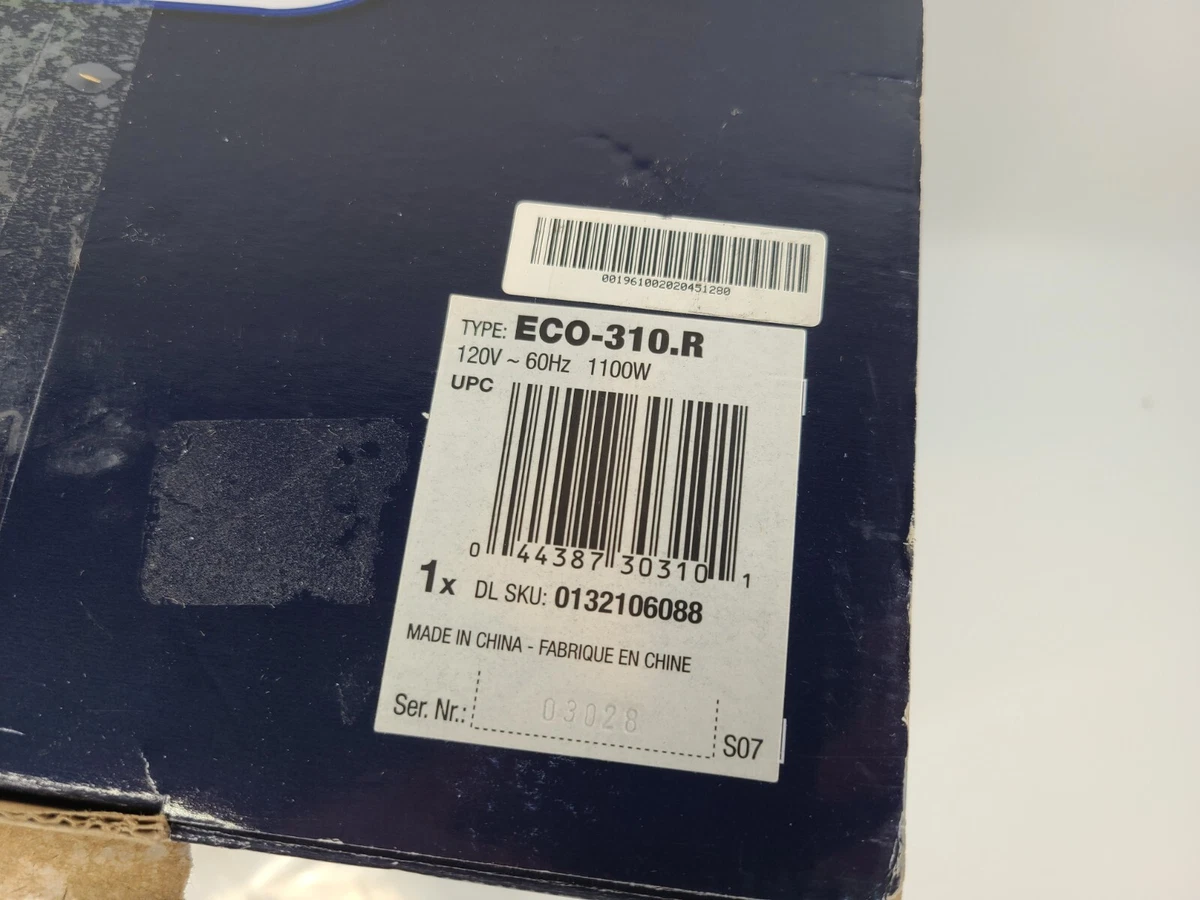 001961002020451280
TYPE: ECO-310.R
120V ~ 60Hz 1100W
UPC
0 44387 30310 1
1x DL SKU: 0132106088
MADE IN CHINA - FABRIQUE EN CHINE
Ser. Nr.: 03028 S07